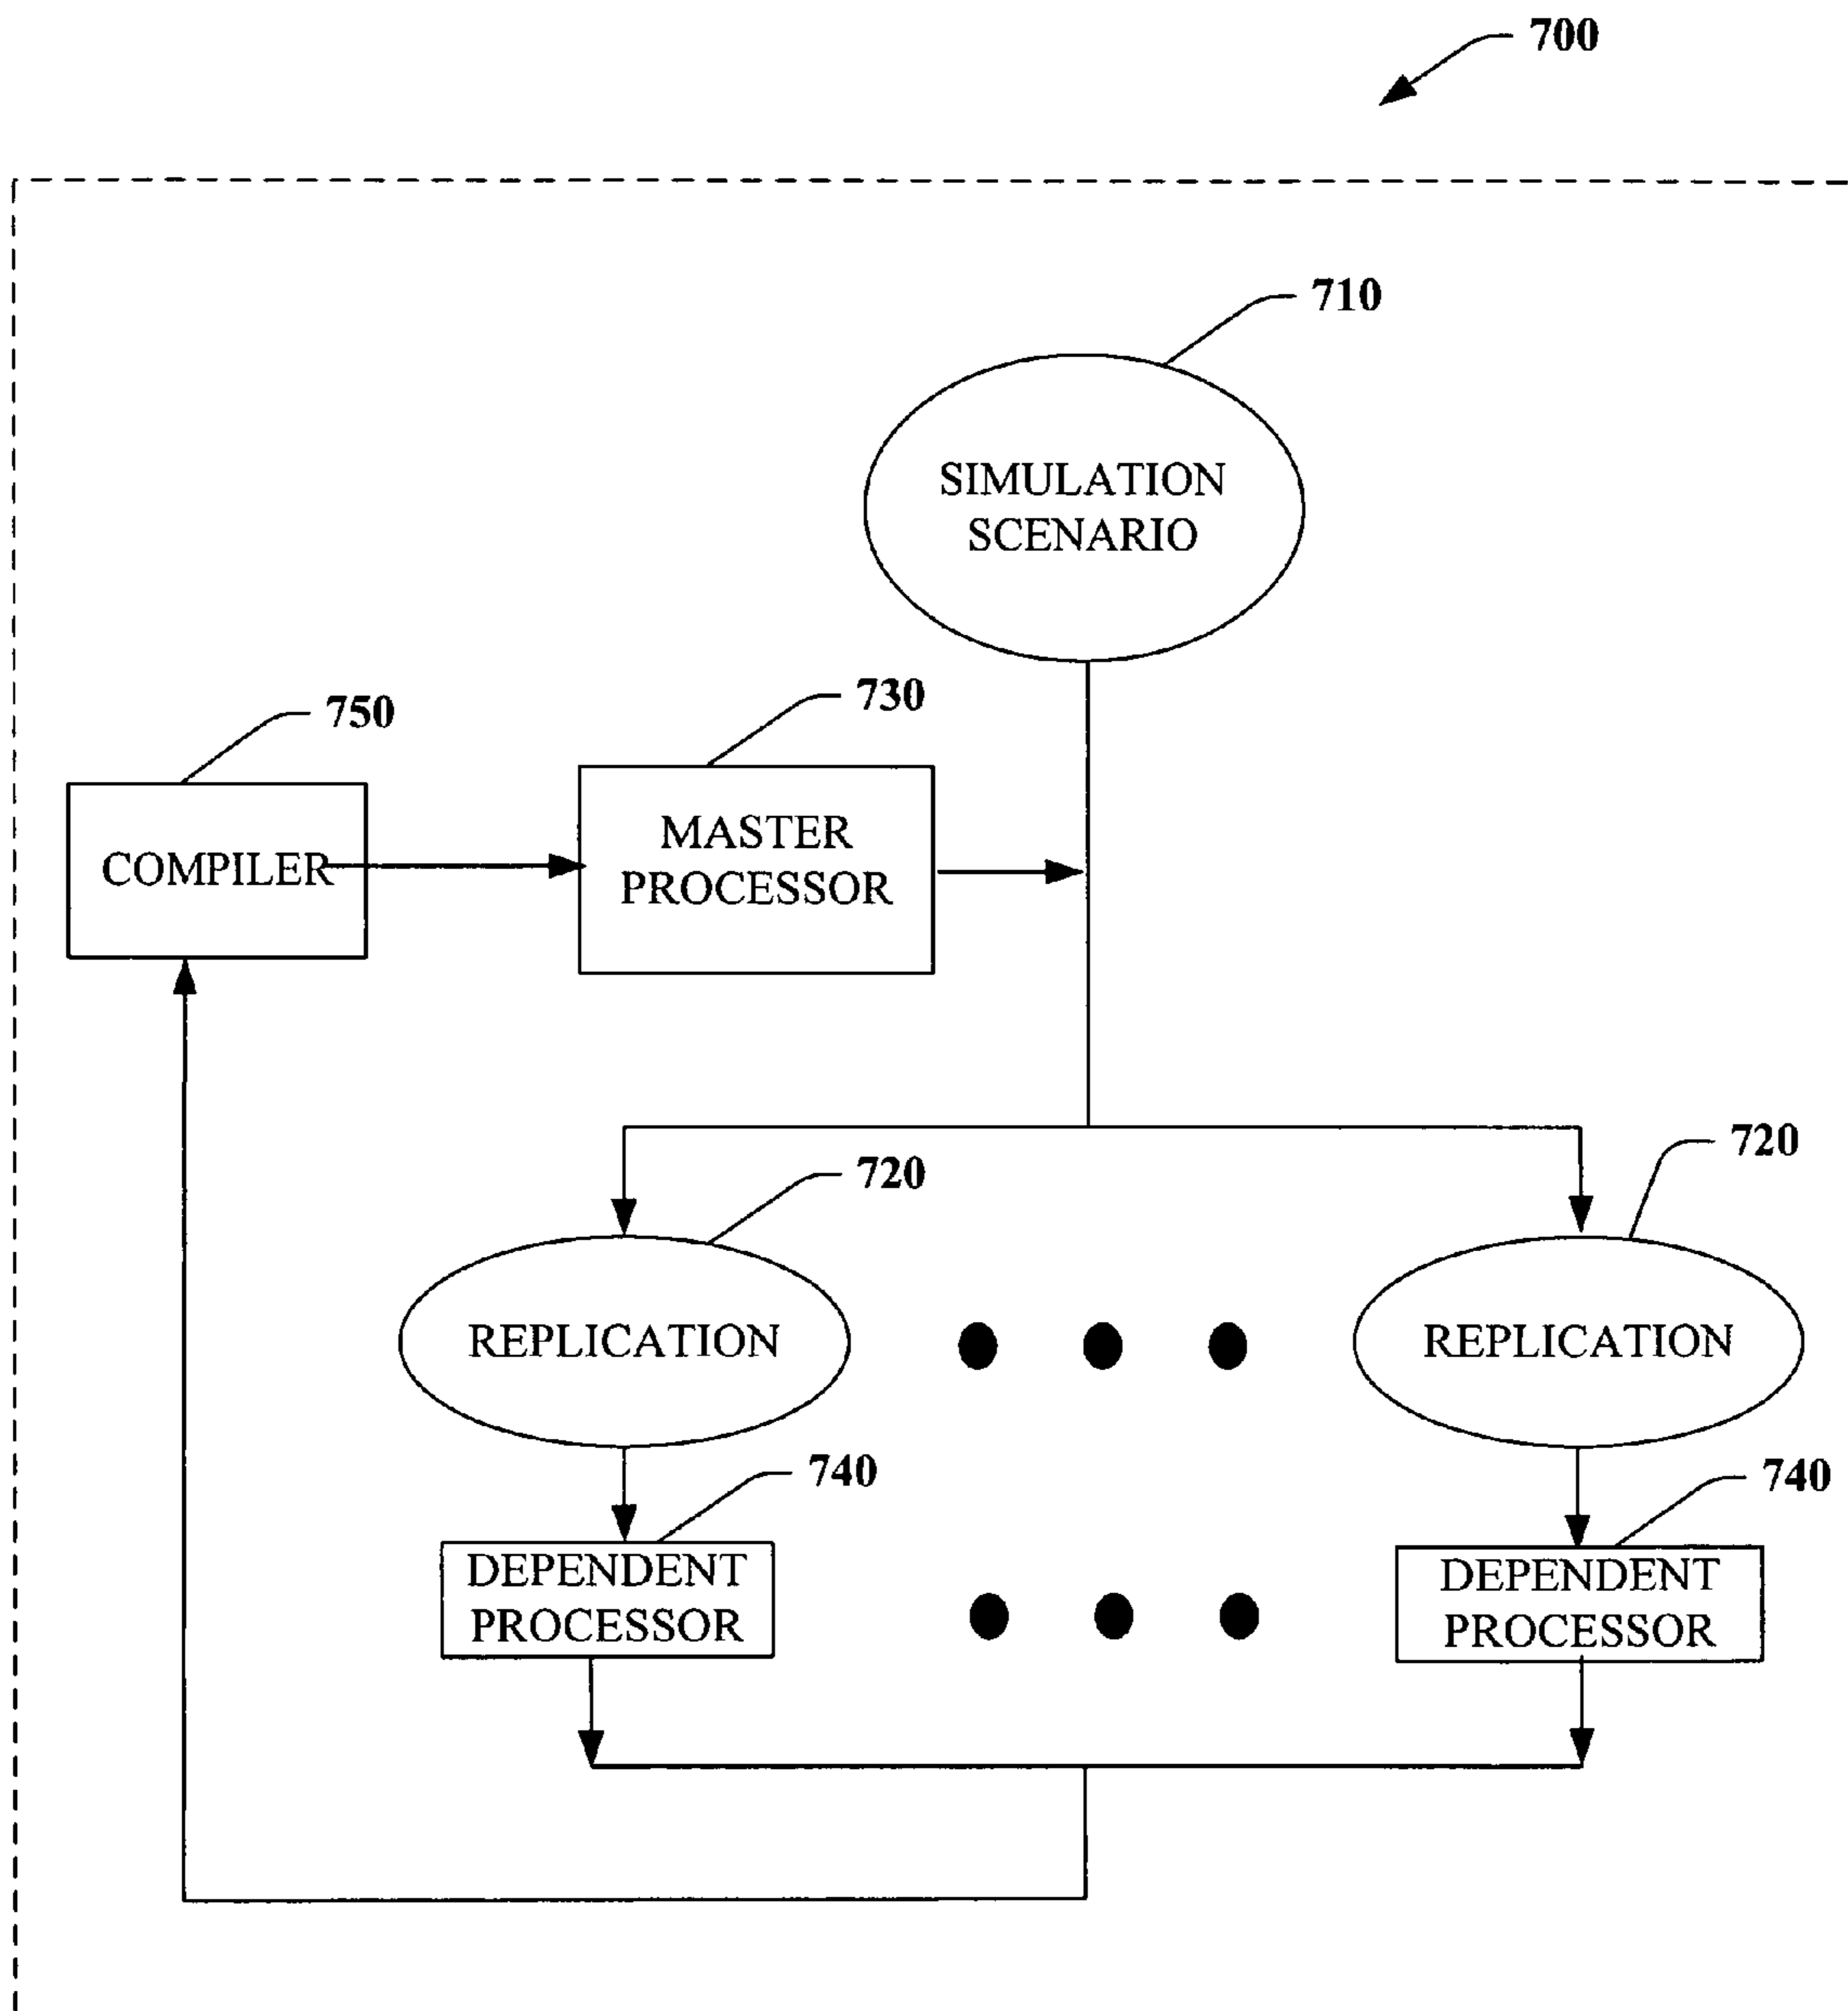 700
710
SIMULATION
SCENARIO
750
730
COMPILER
MASTER
PROCESSOR
720
720
REPLICATION
REPLICATION
740
740
DEPENDENT
PROCESSOR
DEPENDENT
PROCESSOR